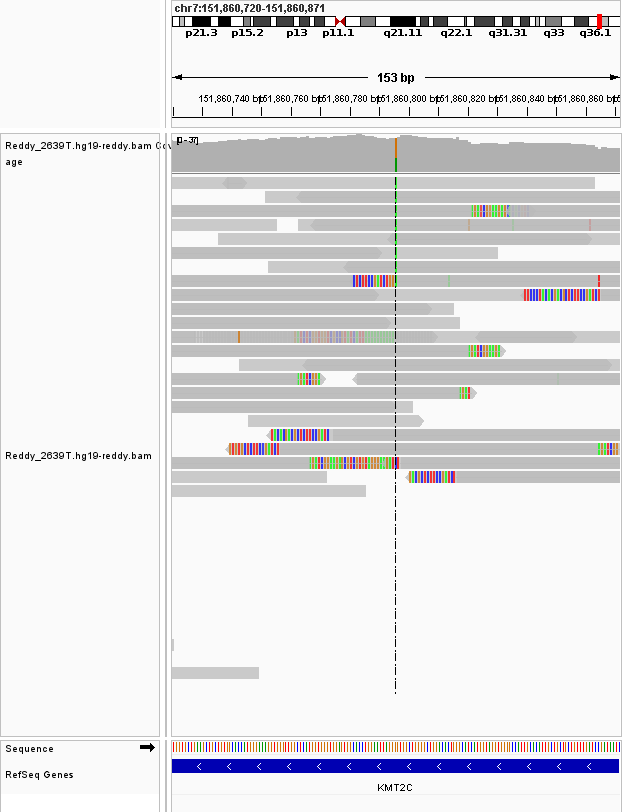 chr7:151,860,720-151,860,871
p21.3 p15.2 p13 p11.1 q21.11 q22.1 q31.31 q33 q36.1
153 bp
151,860,740 bp 151,860,760 bp 151,860,780 bp 151,860,800 bp 151,860,820 bp 151,860,840 bp 151,860,860 bp
Reddy_2639T.hg19-reddy.bam Cov
age
[0 - 37]
Reddy_2639T.hg19-reddy.bam
Sequence
RefSeq Genes
KMT2C